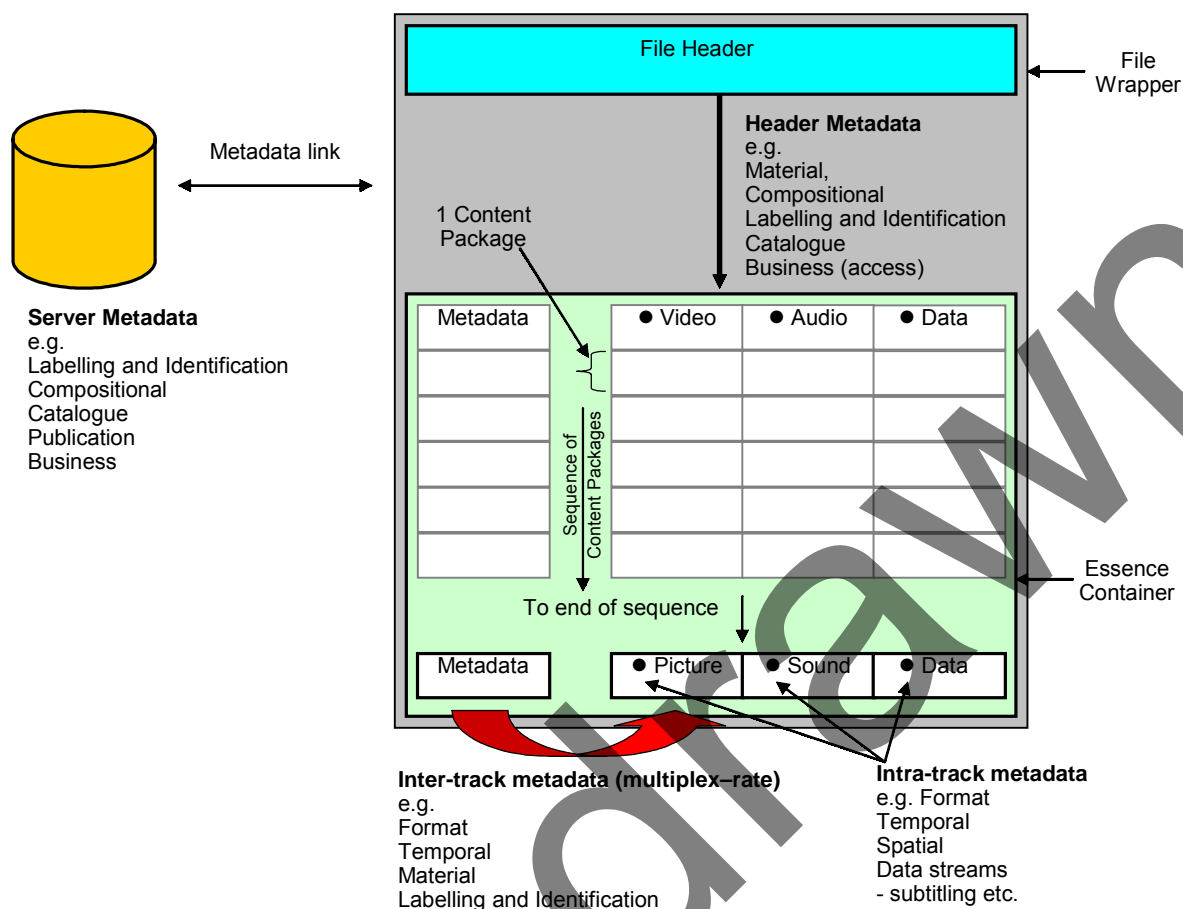 File Header
File
Wrapper
Metadata link
Header Metadata
e.g.
Material,
Compositional
Labelling and Identification
Catalogue
Business (access)
1 Content
Package
Server Metadata
e.g.
Labelling and Identification
Compositional
Catalogue
Publication
Business
Metadata
● Video
● Audio
● Data
Sequence of
Content Packages
Essence
Container
To end of sequence
Metadata
● Picture
● Sound
● Data
Inter-track metadata (multiplex–rate)
e.g.
Format
Temporal
Material
Labelling and Identification
Intra-track metadata
e.g. Format
Temporal
Spatial
Data streams
- subtitling etc.
drawn